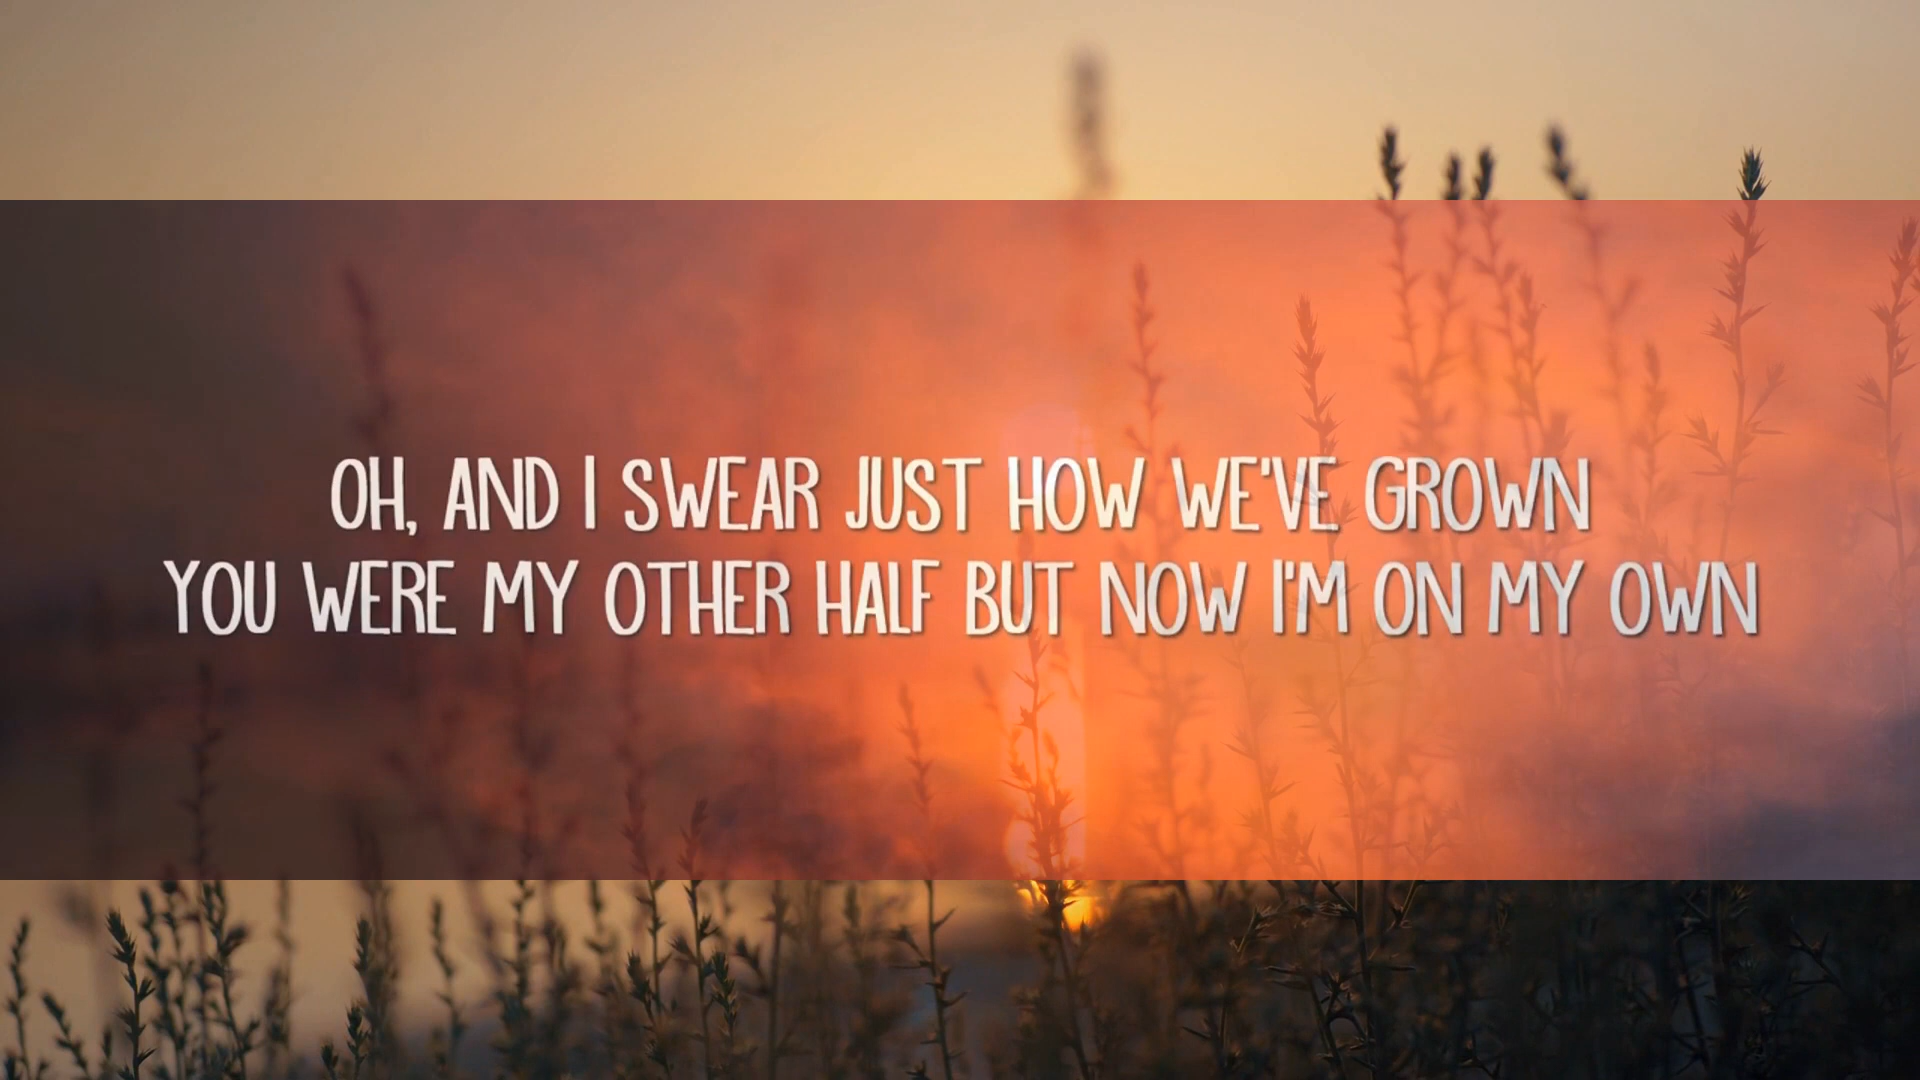 OH, AND I SWEAR JUST HOW WE'VE GROWN
YOU WERE MY OTHER HALF BUT NOW I'M ON MY OWN